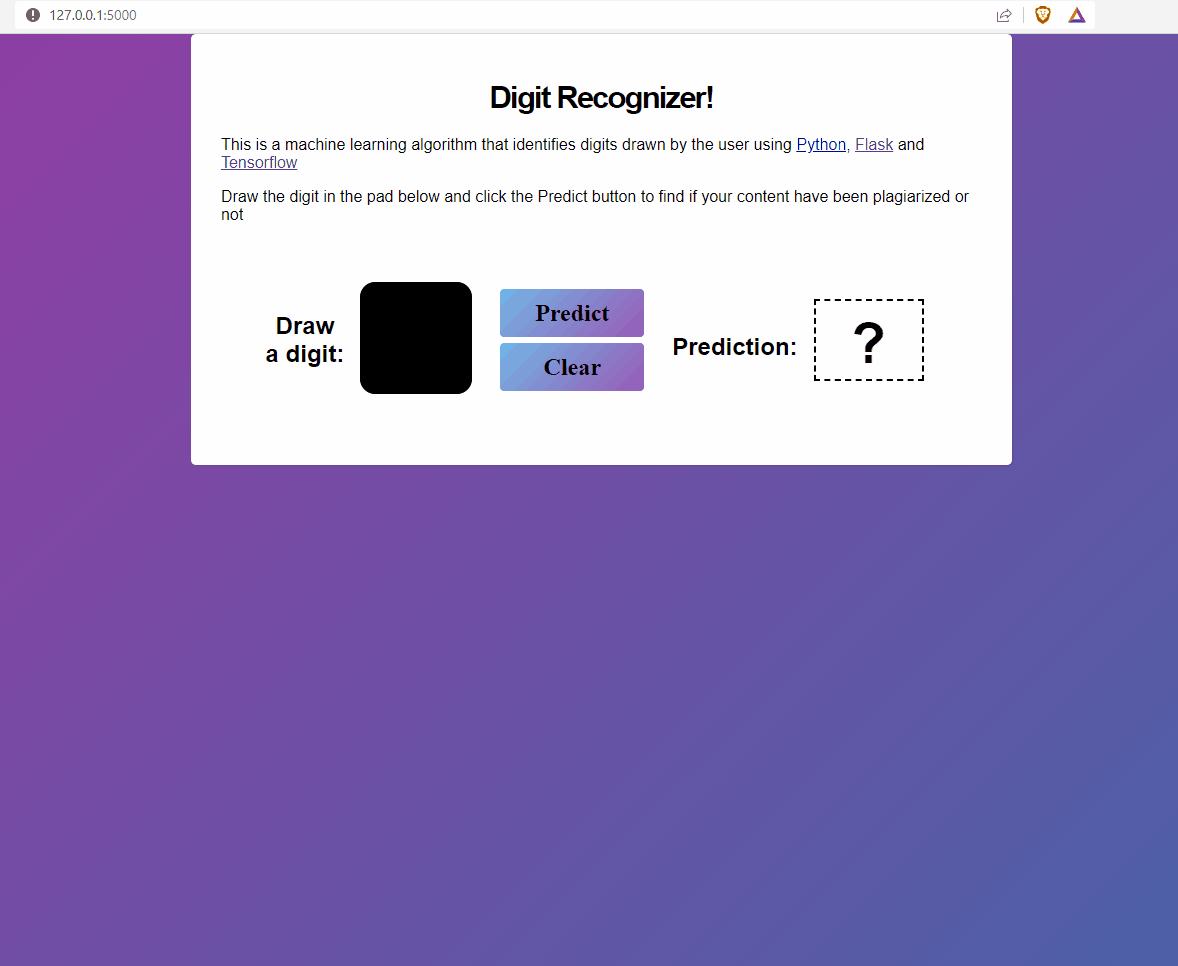 127.0.0.1:5000
Digit Recognizer!
This is a machine learning algorithm that identifies digits drawn by the user using Python, Flask and
Tensorflow
Draw the digit in the pad below and click the Predict button to find if your content have been plagiarized or
not
Draw
a digit:
Predict
Clear
Prediction:
?